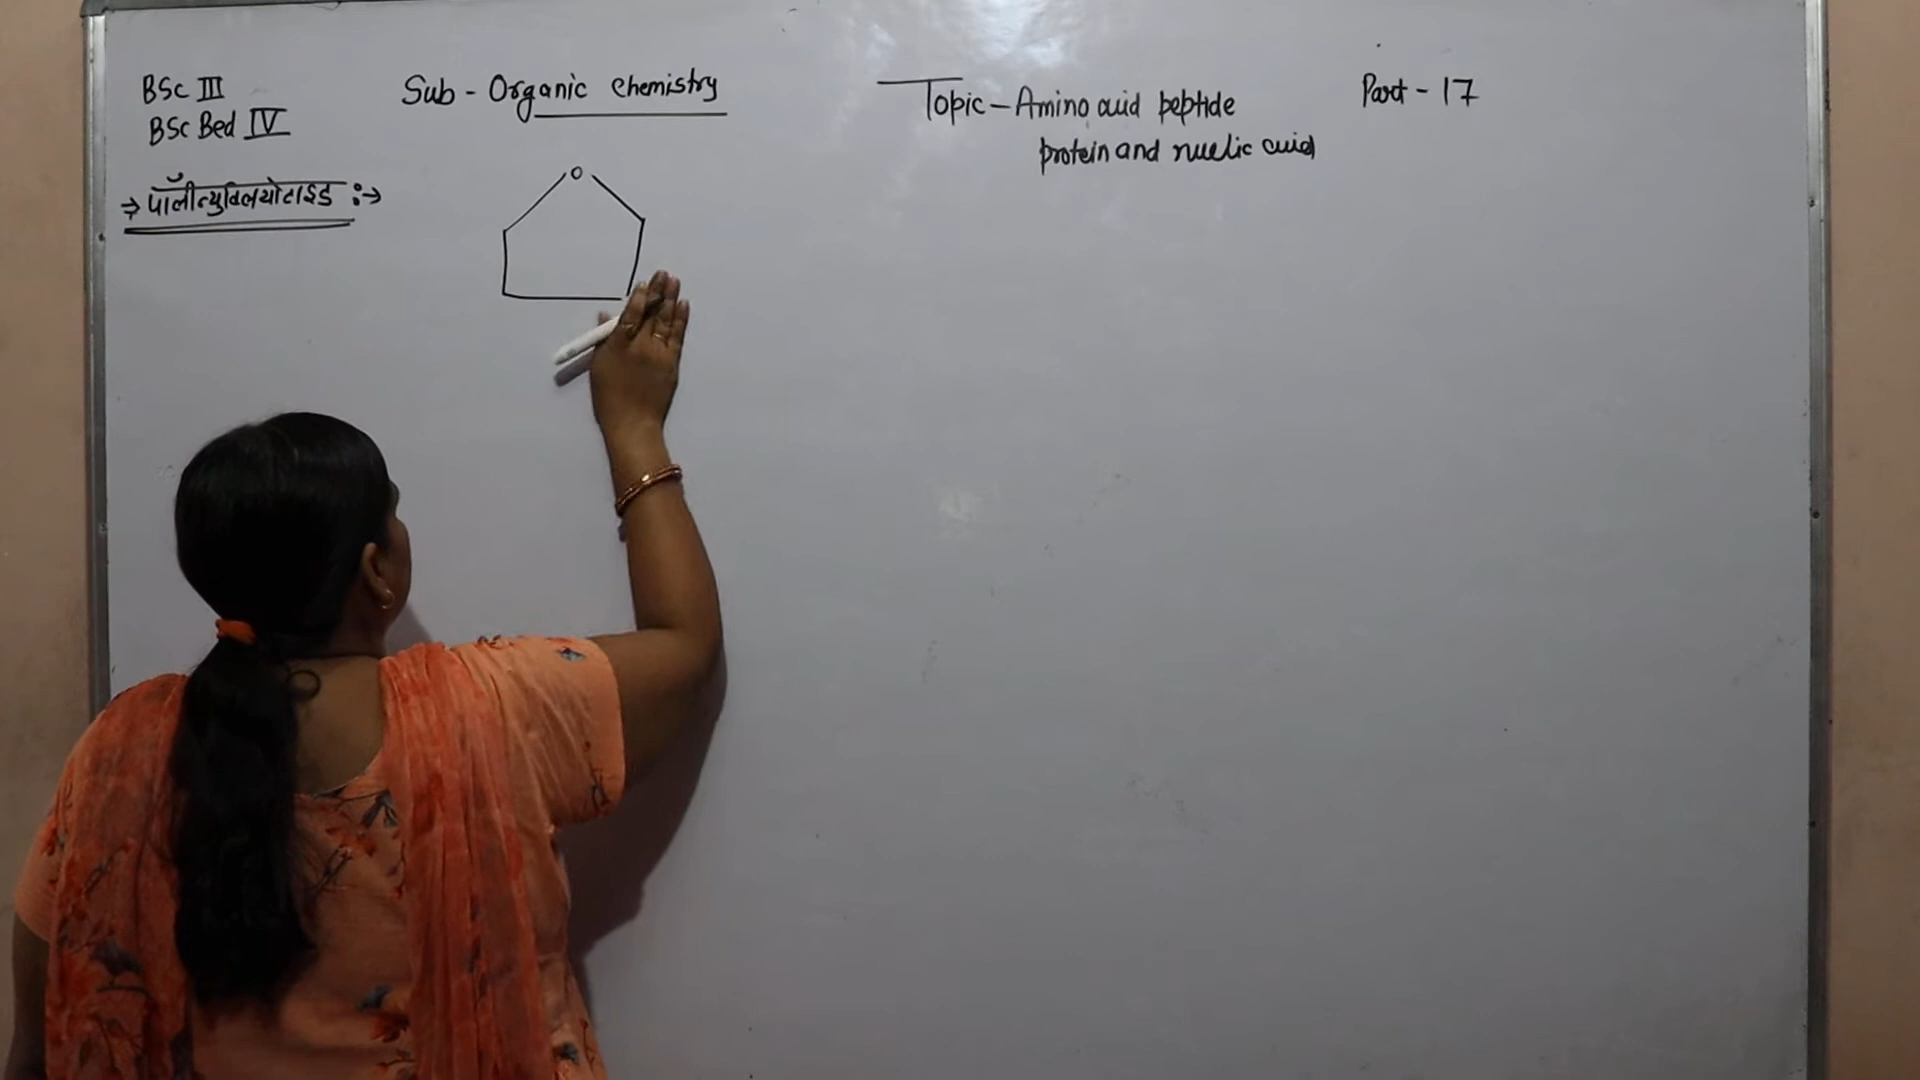 BSc III
BSc Bed IV
Sub - Organic Chemistry
Topic - Amino acid peptide
protein and nuclic acid
Part - 17
→ पॉलीन्युक्लियोटाइड :→
O